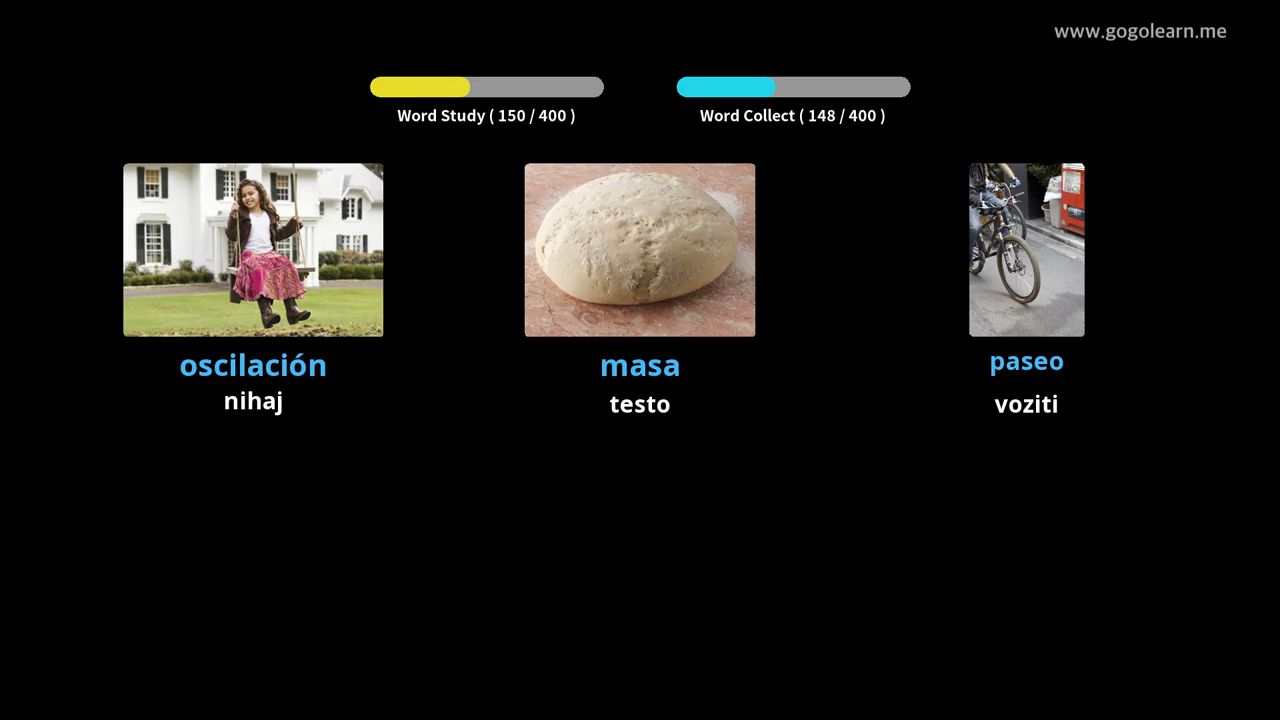 www.gogolearn.me
Word Study ( 150 / 400 )
Word Collect ( 148 / 400 )
oscilación
nihaj
masa
testo
paseo
voziti